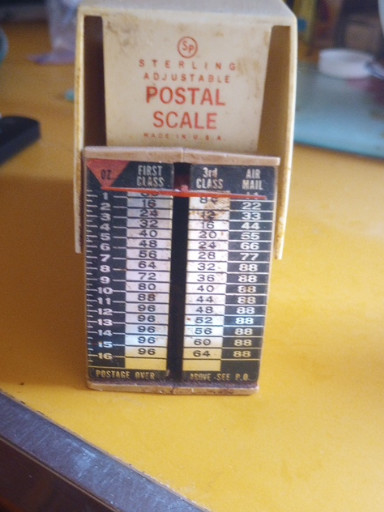 Sp
STERLING
ADJUSTABLE
POSTAL
SCALE
MADE IN U.S.A.
OZ. FIRST CLASS 3rd CLASS AIR MAIL
1 8
2 16 22
3 24 12 33
4 32 16 44
5 40 20 55
6 48 24 66
7 56 28 77
8 64 32 88
9 72 36 88
10 80 40 88
11 88 44 88
12 96 48 88
13 96 52 88
14 96 56 88
15 96 60 88
16 96 64 88
POSTAGE OVER ABOVE-SEE P.O.